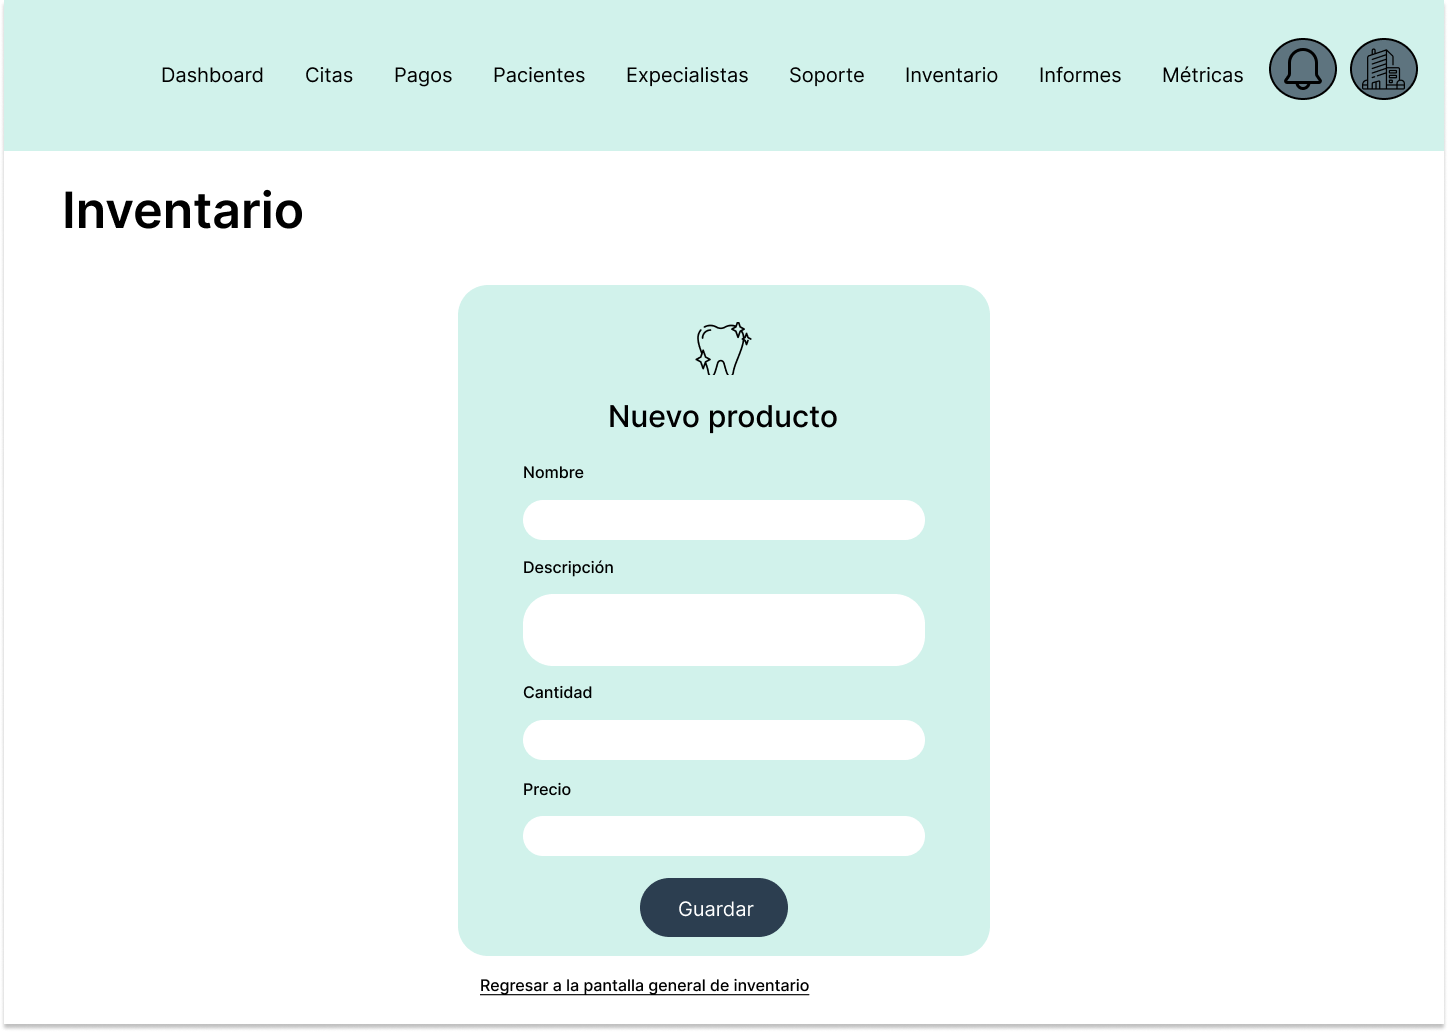 Dashboard Citas Pagos Pacientes Expecialistas Soporte Inventario Informes Métricas
Inventario
Nuevo producto
Nombre
Descripción
Cantidad
Precio
Guardar
Regresar a la pantalla general de inventario